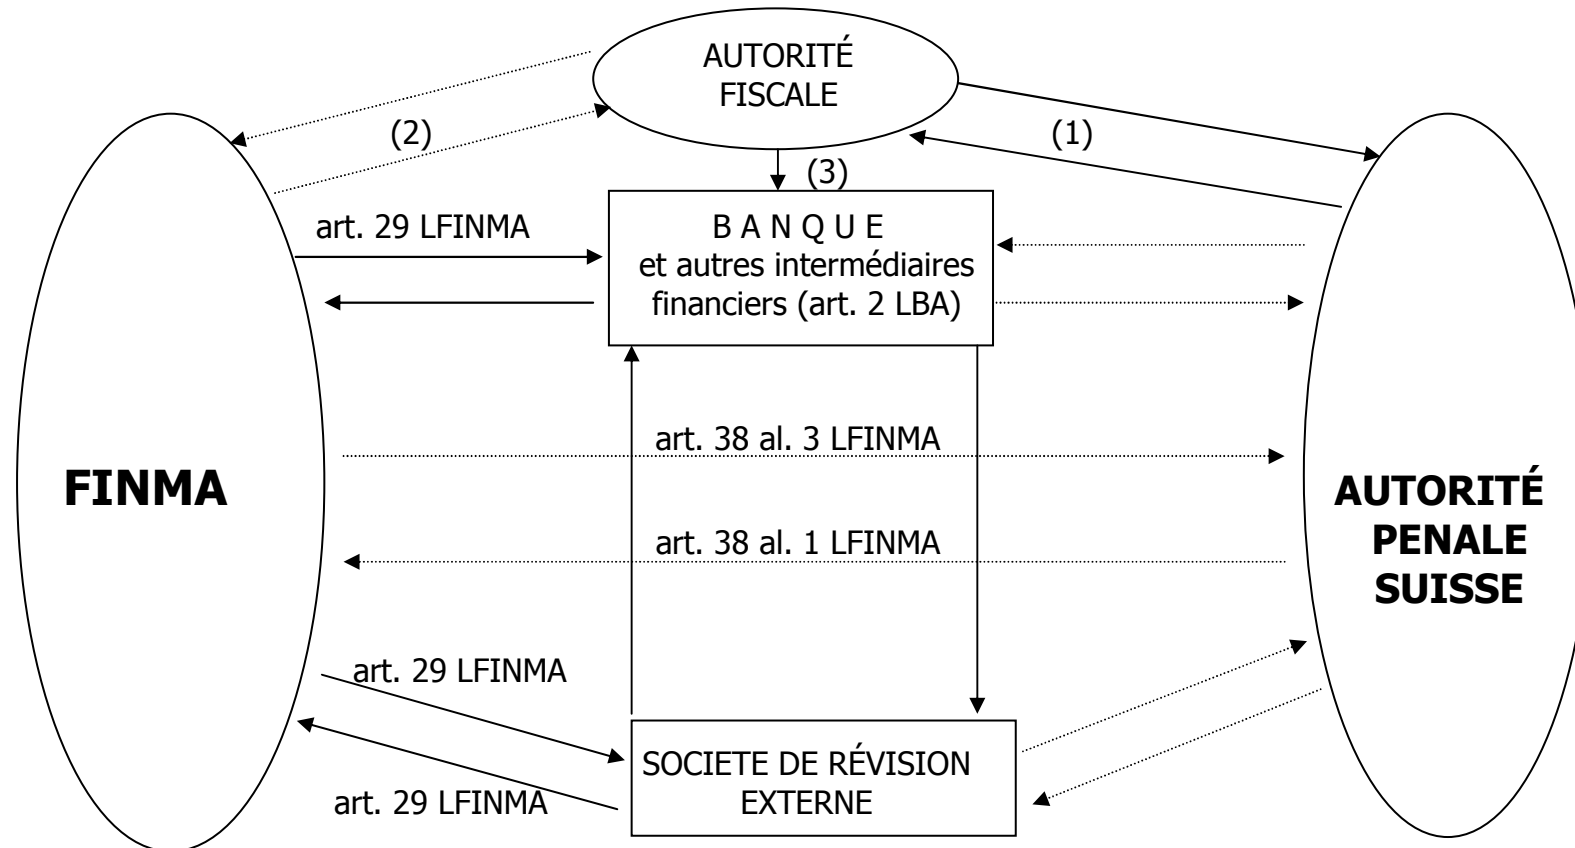 AUTORITÉ
FISCALE
(2)
(1)
(3)
art. 29 LFINMA
B A N Q U E
et autres intermédiaires
financiers (art. 2 LBA)
art. 38 al. 3 LFINMA
FINMA
AUTORITÉ
PENALE
SUISSE
art. 38 al. 1 LFINMA
art. 29 LFINMA
SOCIETE DE RÉVISION
EXTERNE
art. 29 LFINMA